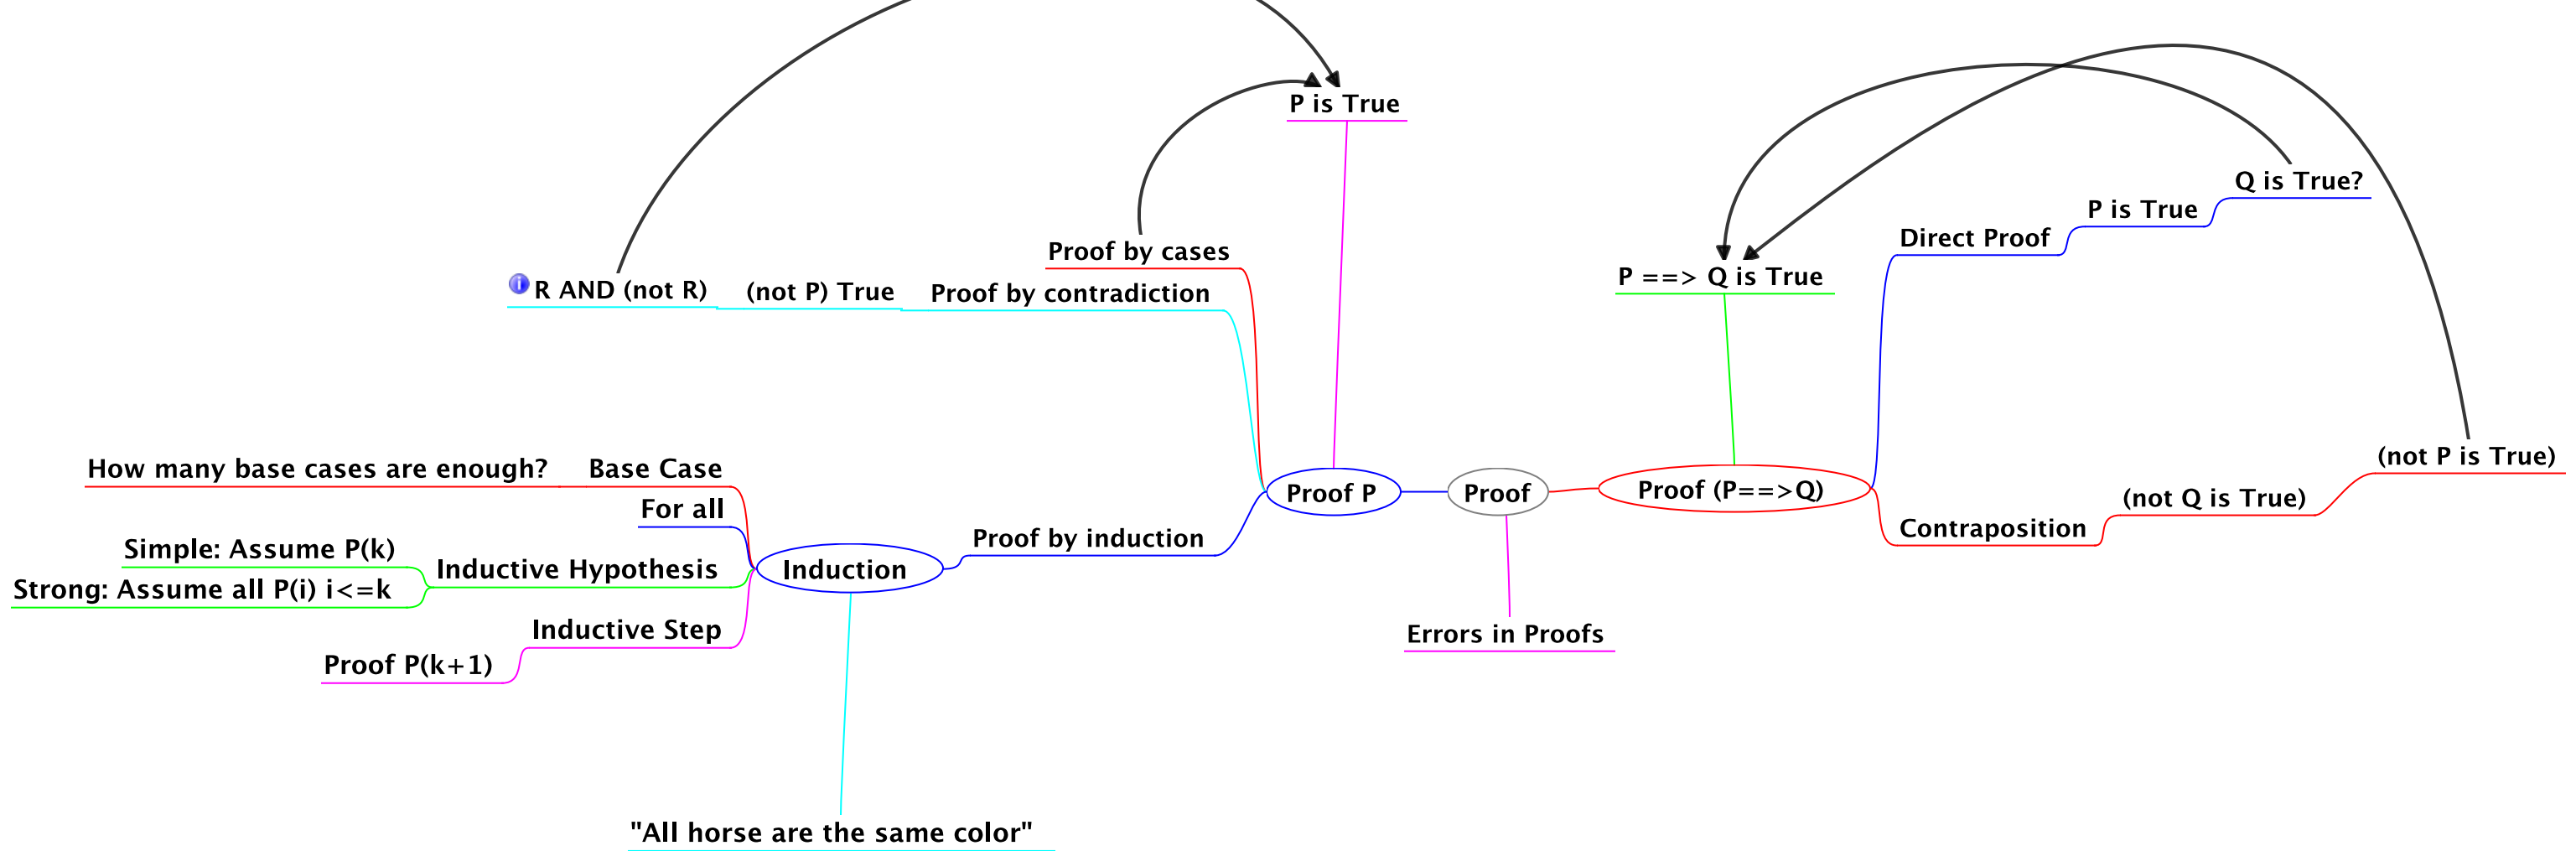 P is True
Q is True?
P is True
Direct Proof
Proof by cases
P ==> Q is True
R AND (not R)
(not P) True
Proof by contradiction
(not P is True)
How many base cases are enough?
Base Case
Proof P
Proof
Proof (P==>Q)
(not Q is True)
For all
Contraposition
Proof by induction
Simple: Assume P(k)
Inductive Hypothesis
Induction
Strong: Assume all P(i) i<=k
Inductive Step
Errors in Proofs
Proof P(k+1)
"All horse are the same color"